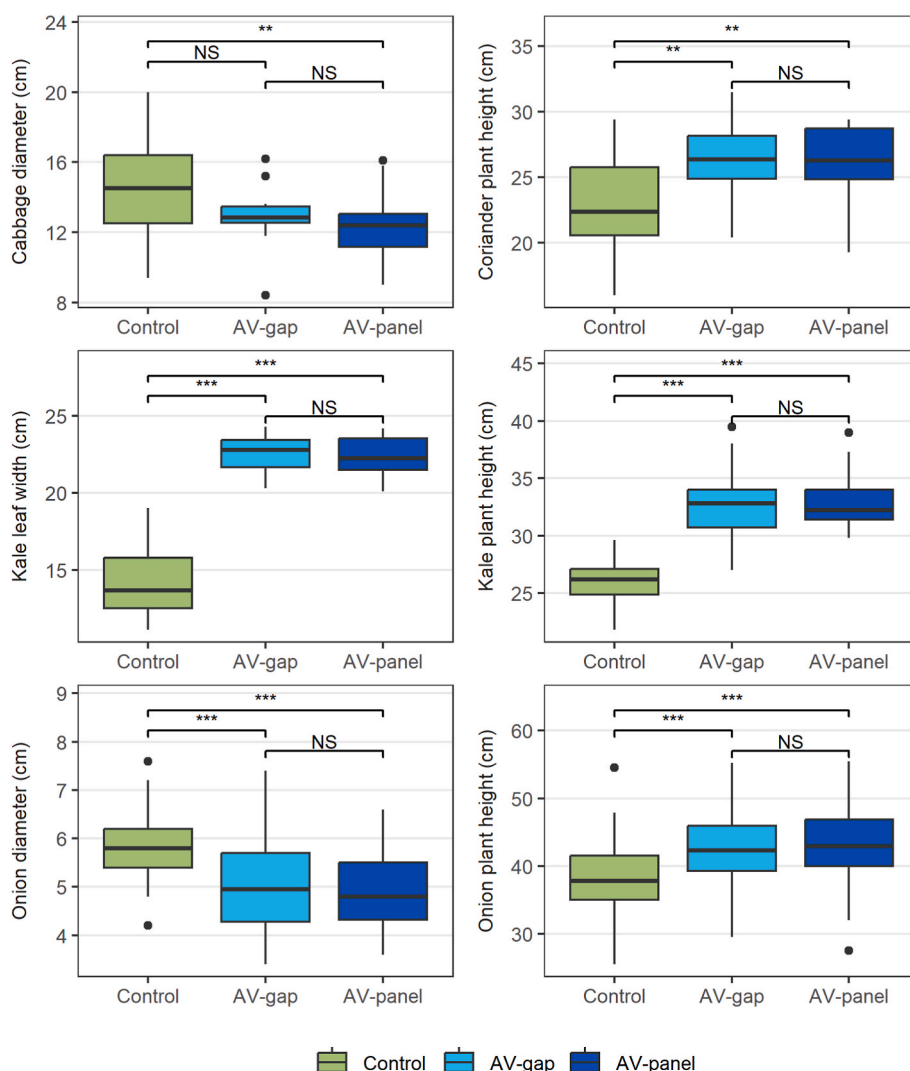 Cabbage diameter (cm)
24
20
16
12
8
**
NS
NS
Control AV-gap AV-panel
Coriander plant height (cm)
35
30
25
20
**
**
NS
Control AV-gap AV-panel
Kale leaf width (cm)
25
20
15
***
***
NS
Control AV-gap AV-panel
Kale plant height (cm)
45
40
35
30
25
***
***
NS
Control AV-gap AV-panel
Onion diameter (cm)
9
8
7
6
5
4
***
***
NS
Control AV-gap AV-panel
Onion plant height (cm)
60
50
40
30
***
***
NS
Control AV-gap AV-panel
Control AV-gap AV-panel